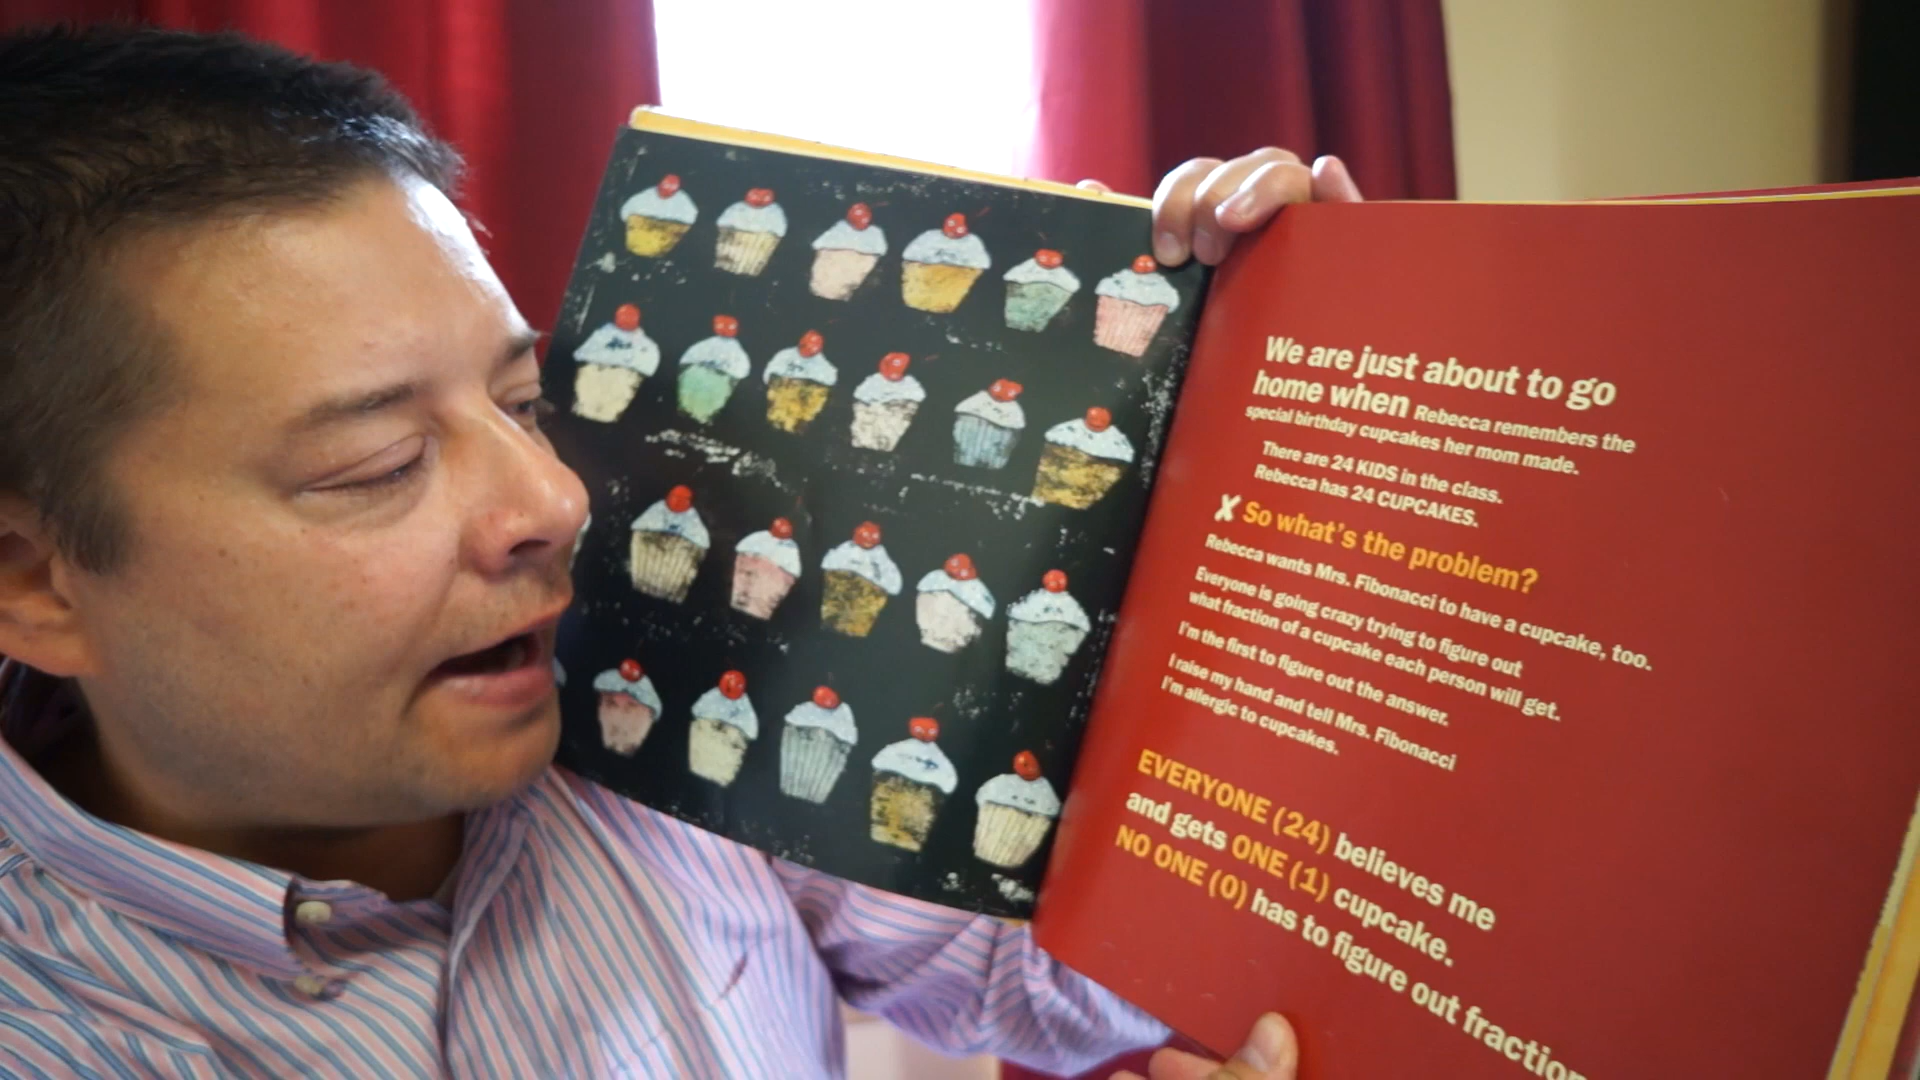 We are just about to go
home when Rebecca remembers the
special birthday cupcakes her mom made.
There are 24 KIDS in the class.
Rebecca has 24 CUPCAKES.
X So what's the problem?
Rebecca wants Mrs. Fibonacci to have a cupcake, too.
Everyone is going crazy trying to figure out
what fraction of a cupcake each person will get.
I'm the first to figure out the answer.
I raise my hand and tell Mrs. Fibonacci
I'm allergic to cupcakes.
EVERYONE (24) believes me
and gets ONE (1) cupcake.
NO ONE (0) has to figure out fraction